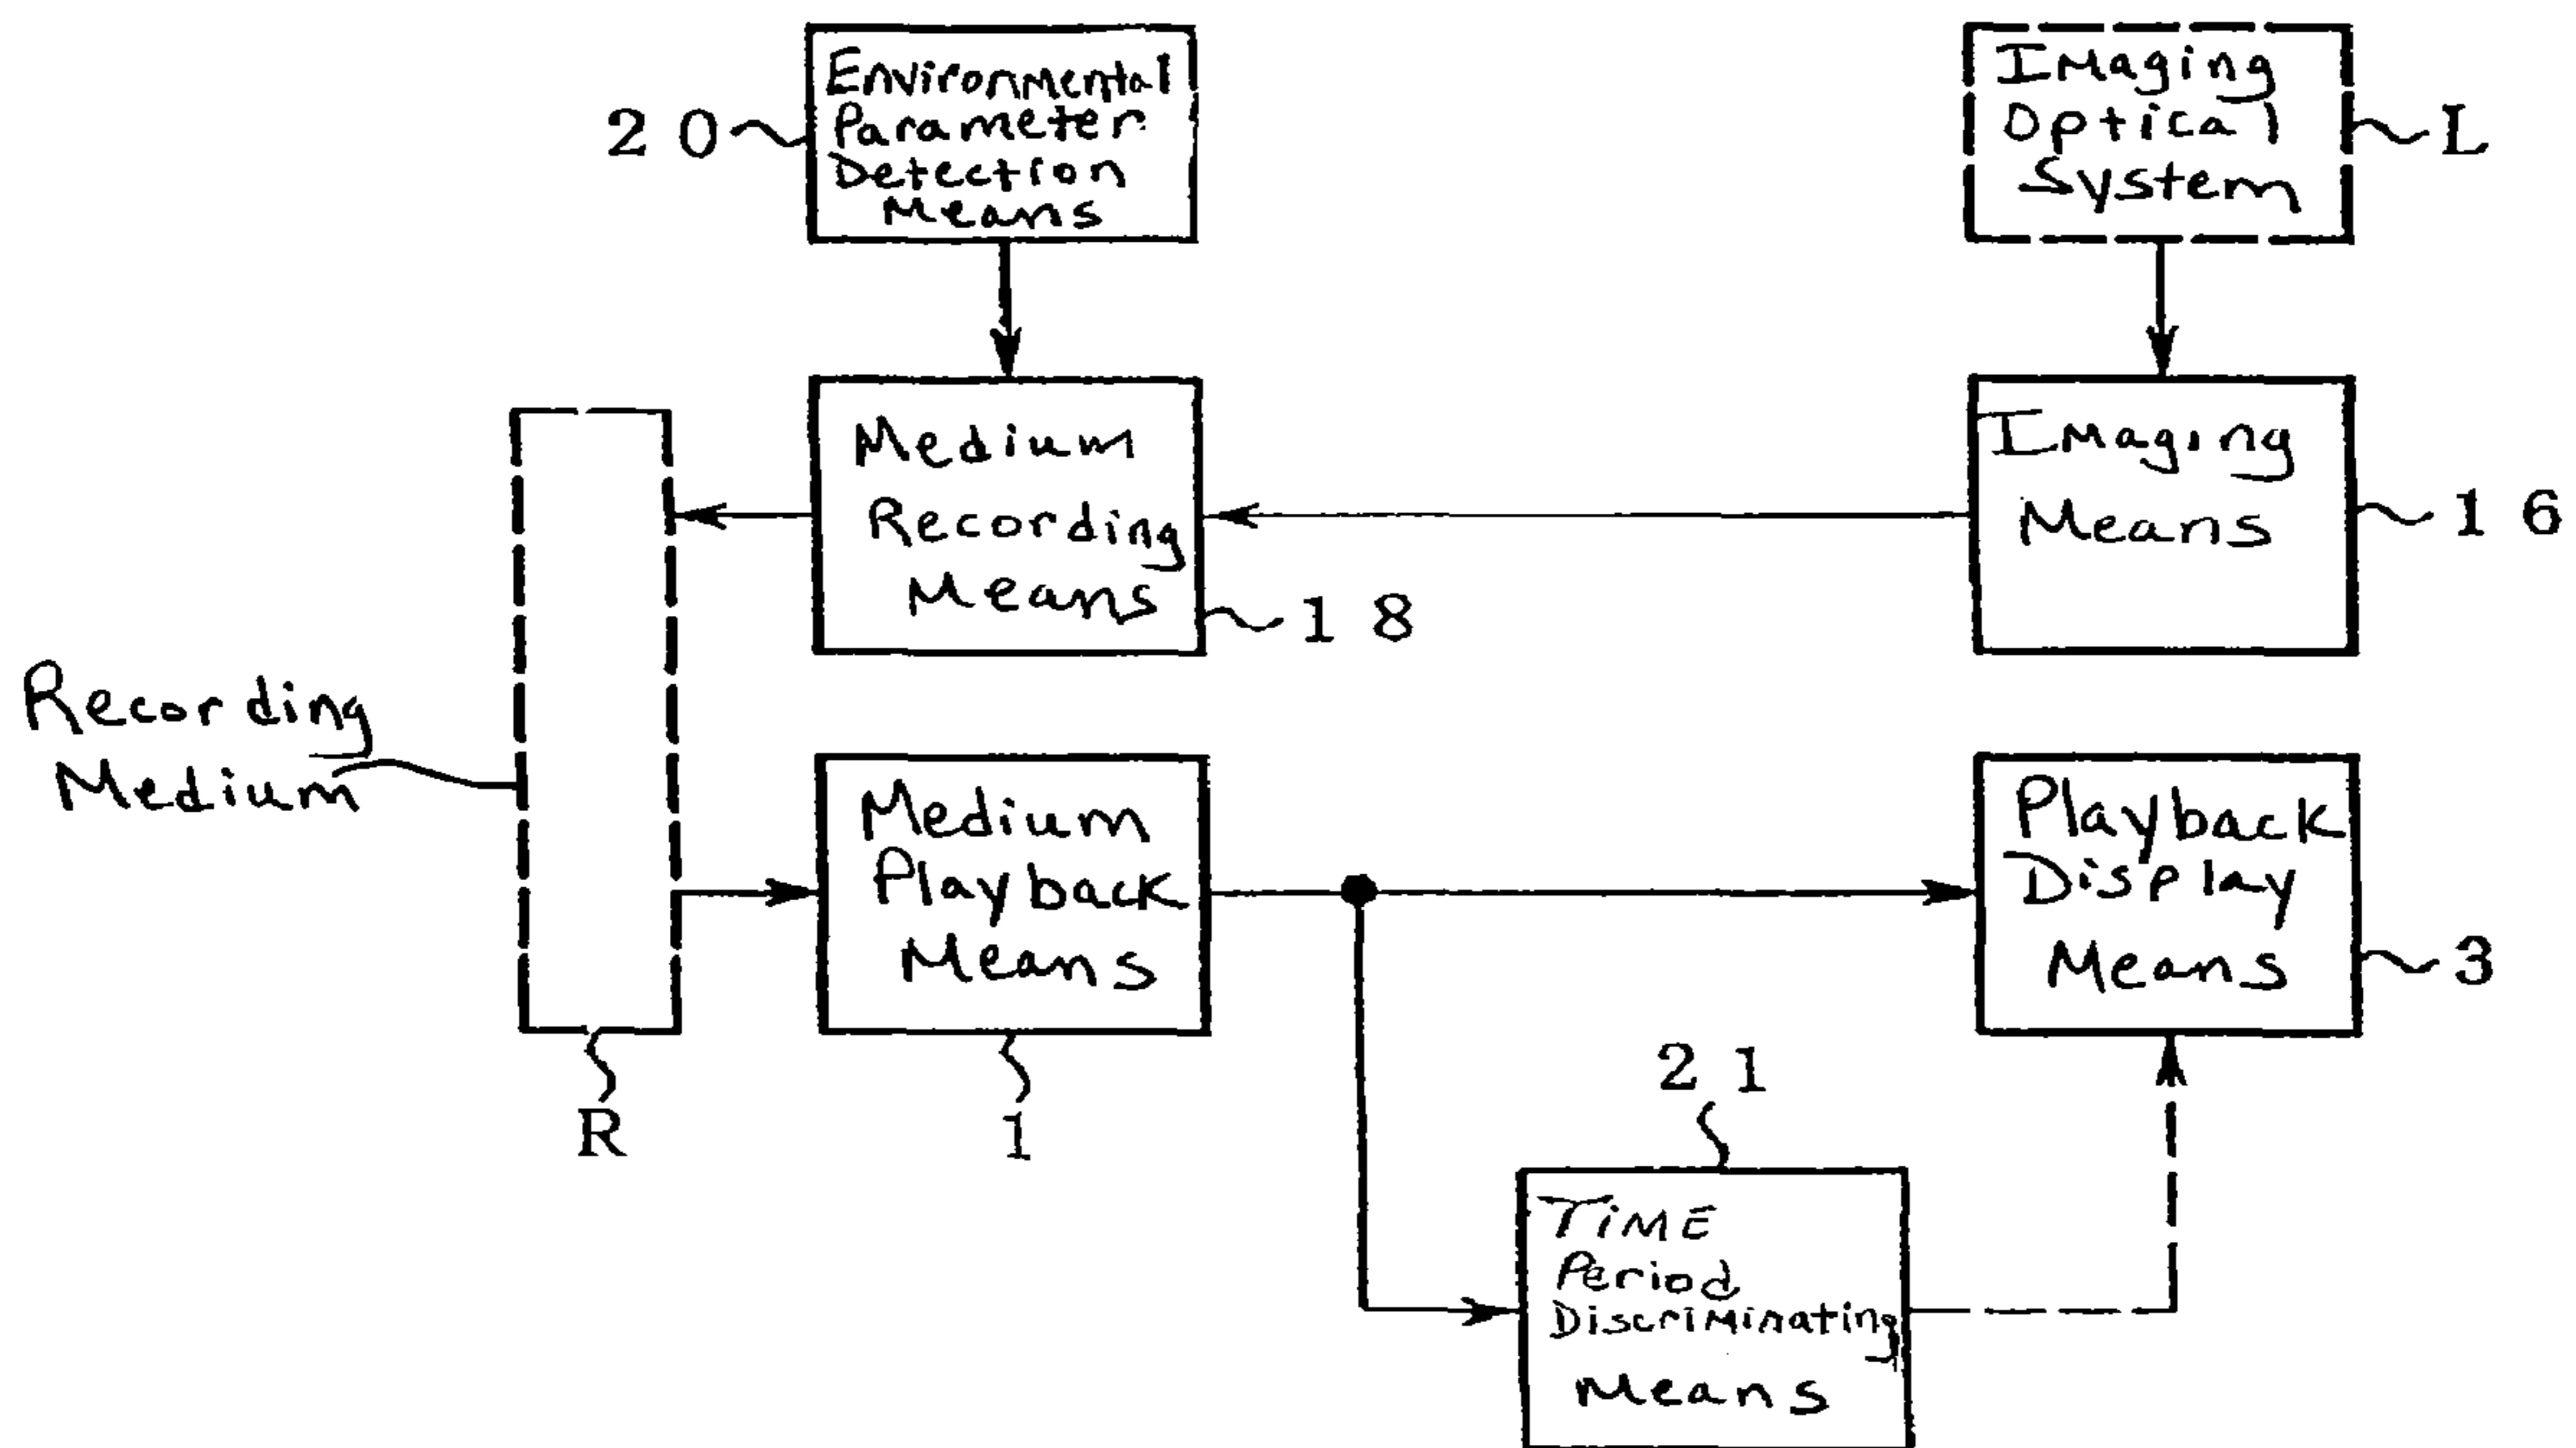 Environmental
Parameter
Detection
Means
20
Imaging
Optical
System
L
Medium
Recording
Means
18
Imaging
Means
16
Recording
Medium
R
Medium
Playback
Means
1
Playback
Display
Means
3
21
TiME
Period
Discriminating
Means